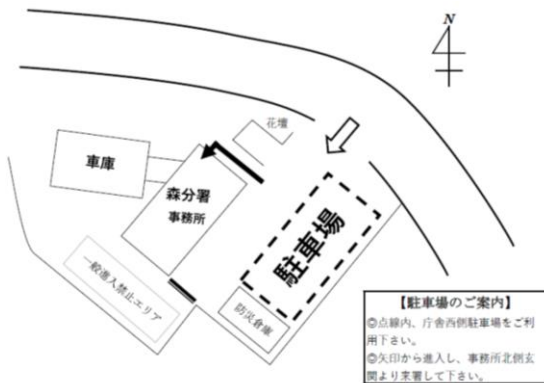 N
花壇
車庫
森分署
事務所
駐車場
一般進入禁止エリア
防災倉庫
【駐車場のご案内】
◎点線内、庁舎西側駐車場をご利
用下さい。
◎矢印から進入し、事務所北側玄
関より来署して下さい。